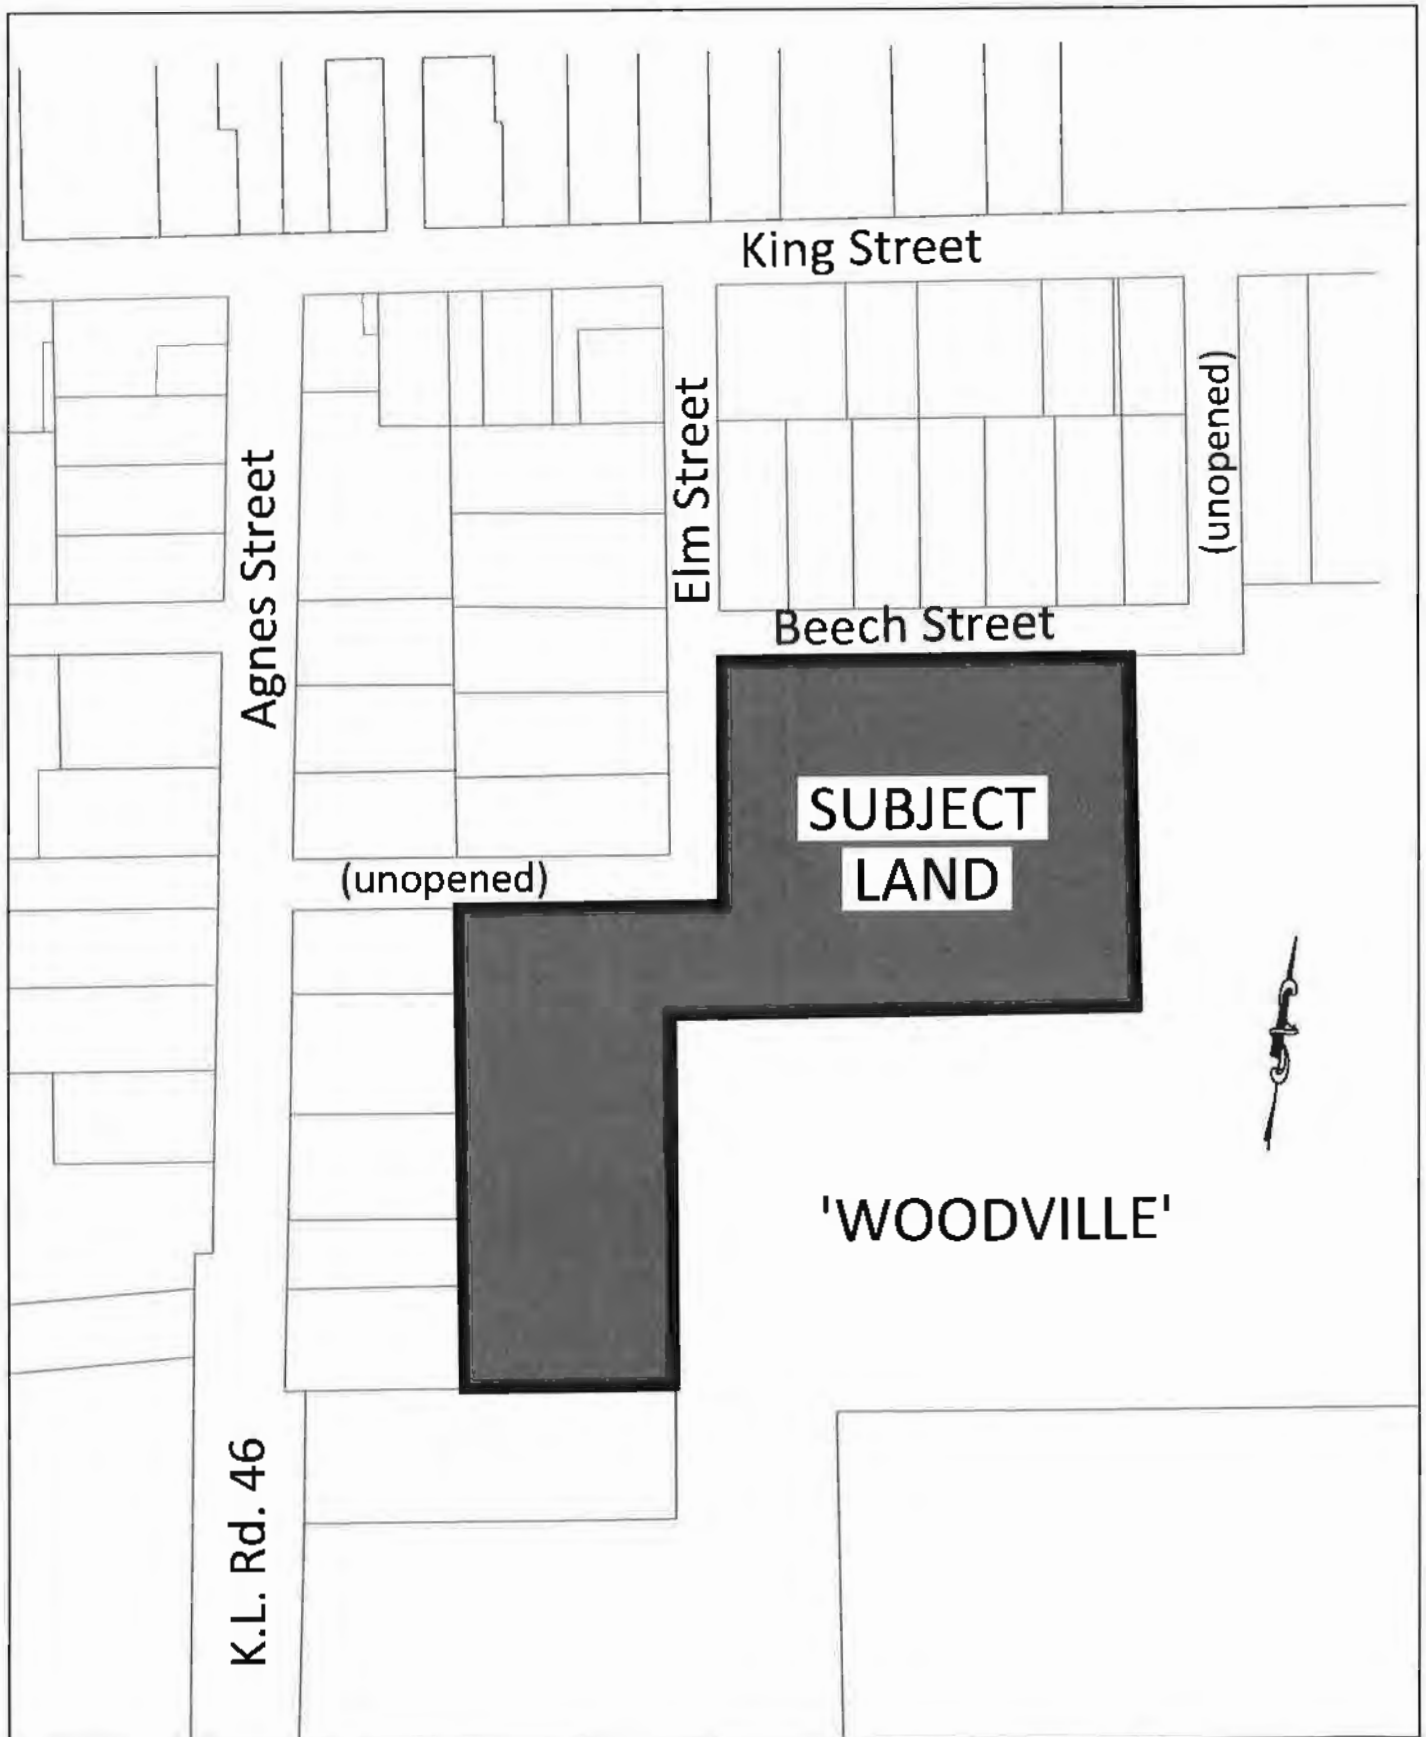 King Street
(unopened)
Elm Street
Agnes Street
Beech Street
SUBJECT
LAND
(unopened)
'WOODVILLE'
K.L. Rd. 46